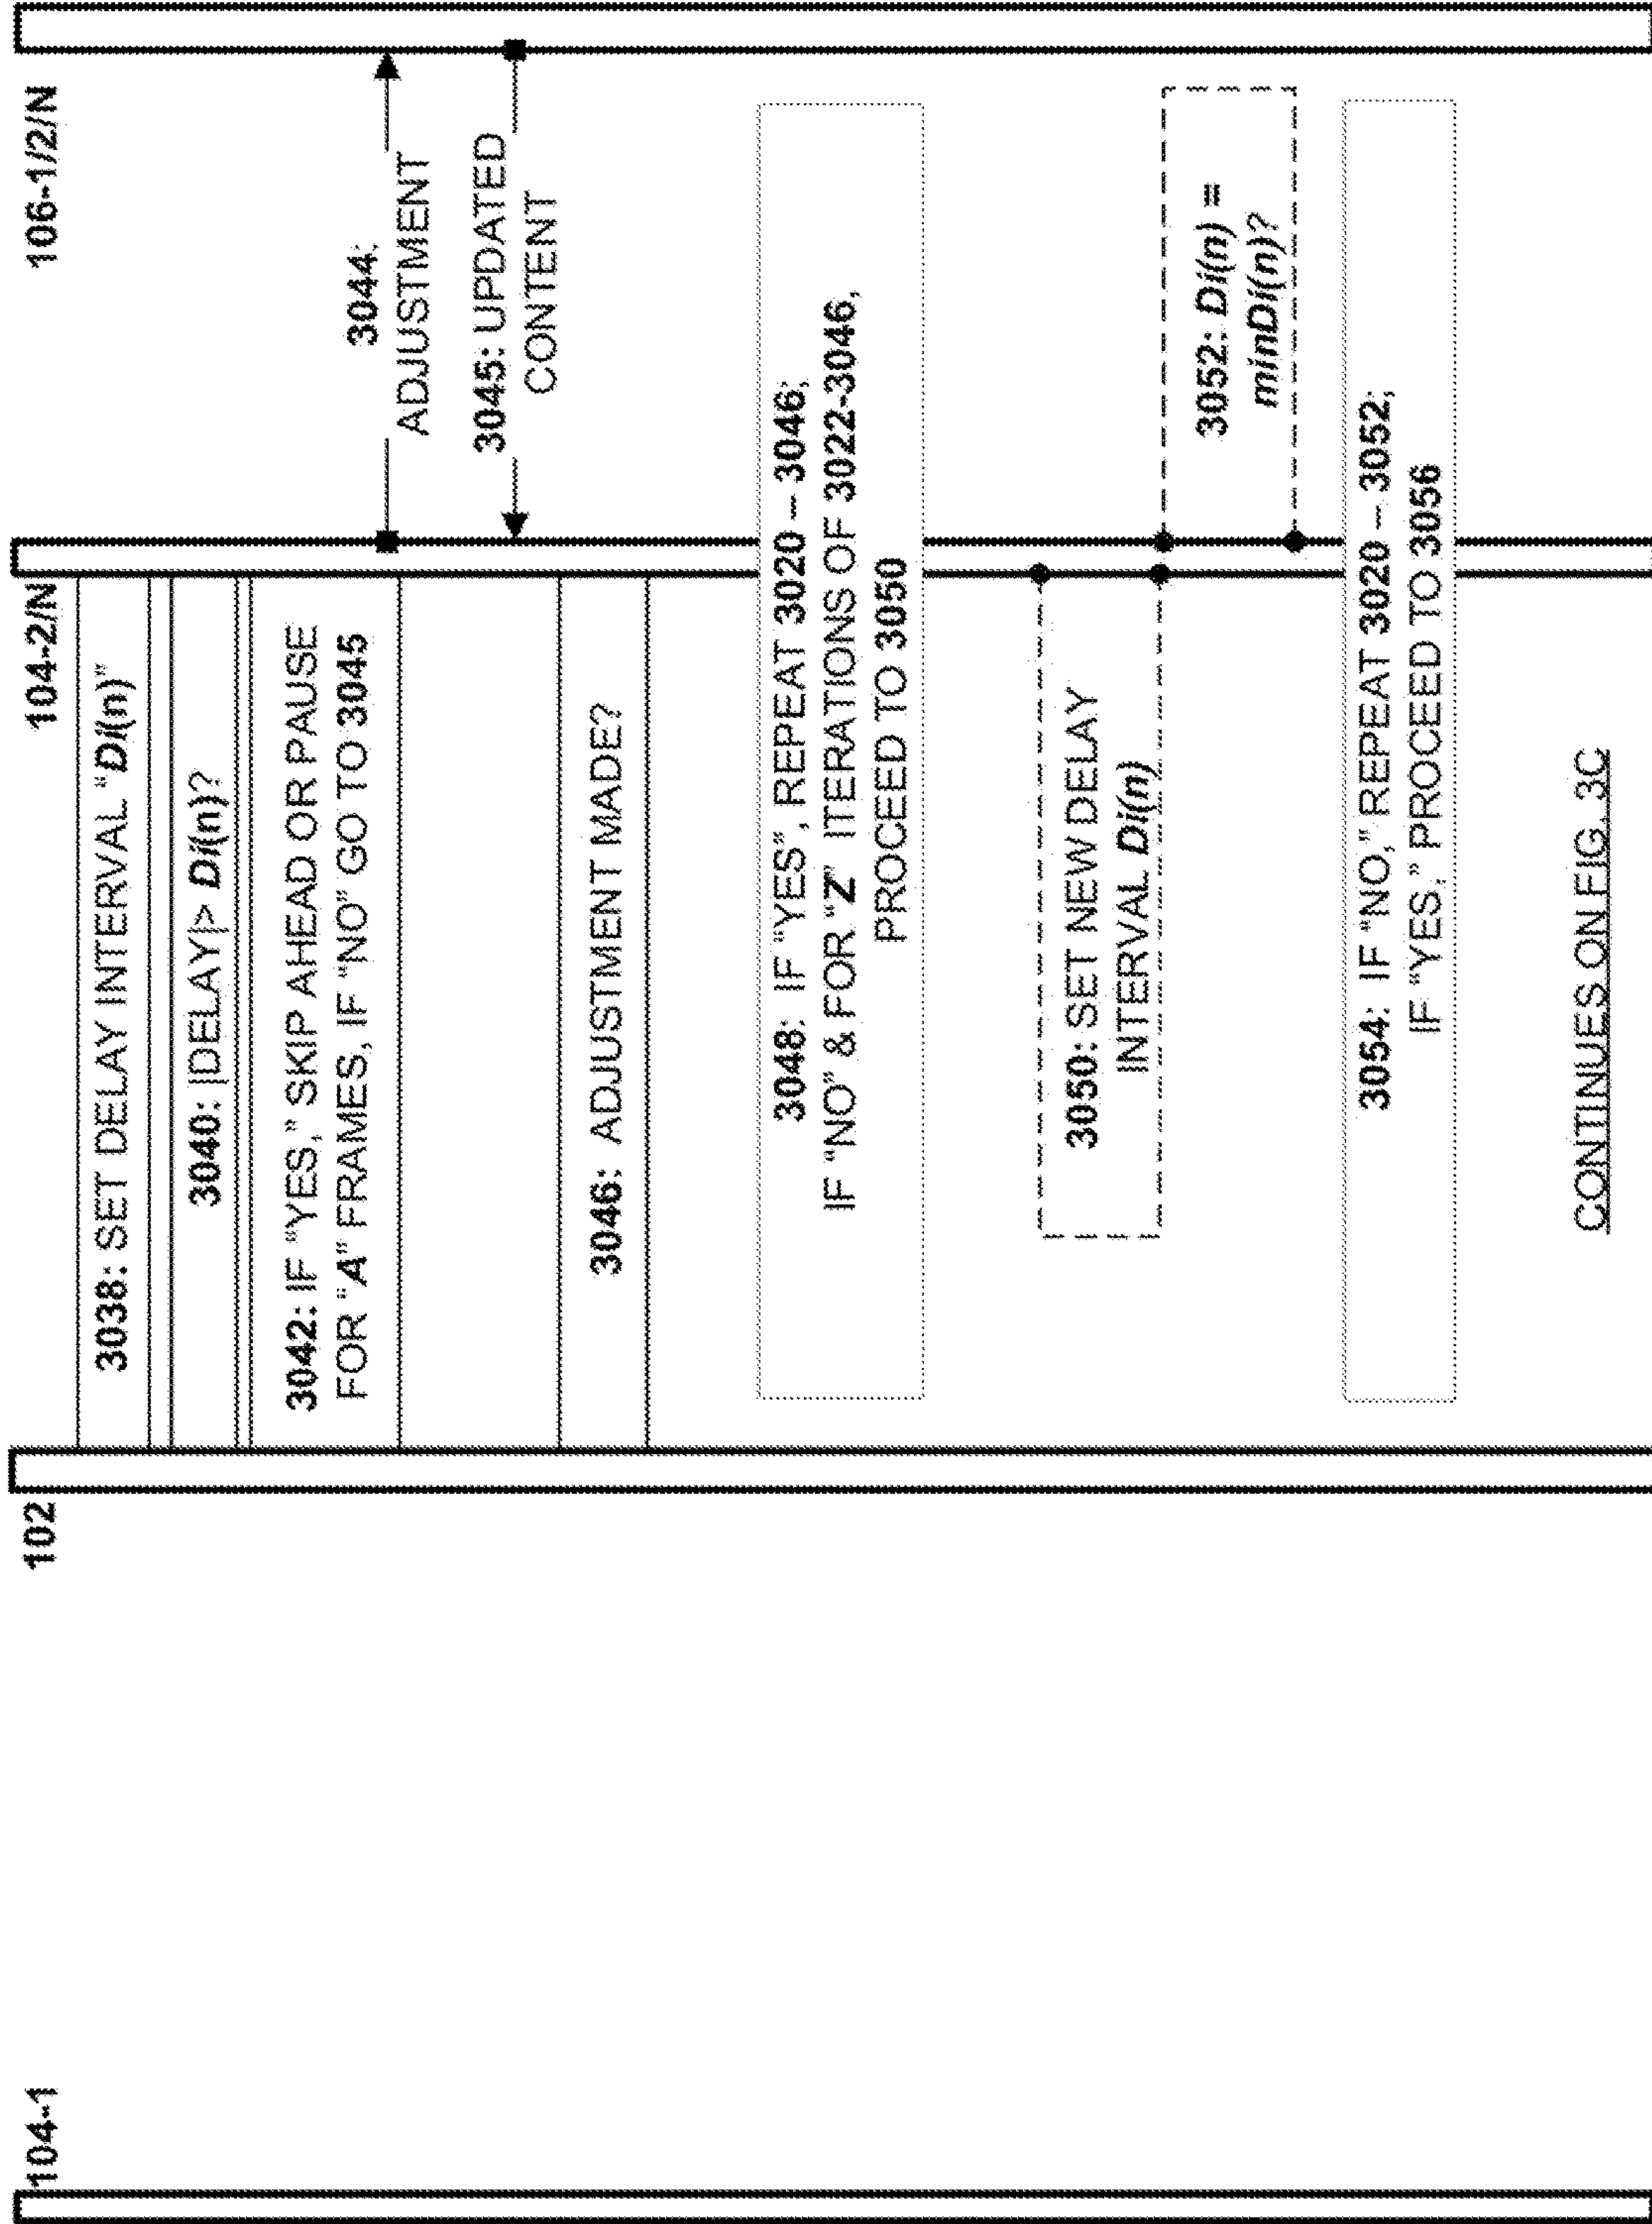 104-1
102
104-2/N
106-1/2/N
3038: SET DELAY INTERVAL “Di(n)”
3040: |DELAY|> Di(n)?
3042: IF “YES,” SKIP AHEAD OR PAUSE
FOR “A” FRAMES, IF “NO” GO TO 3045
3044:
ADJUSTMENT
3045: UPDATED
CONTENT
3046: ADJUSTMENT MADE?
3048: IF “YES”, REPEAT 3020 – 3046;
IF “NO” & FOR “Z” ITERATIONS OF 3022-3046,
PROCEED TO 3050
3050: SET NEW DELAY
INTERVAL Di(n)
3052: Di(n) =
minDi(n)?
3054: IF “NO,” REPEAT 3020 – 3052;
IF “YES,” PROCEED TO 3056
CONTINUES ON FIG. 3C